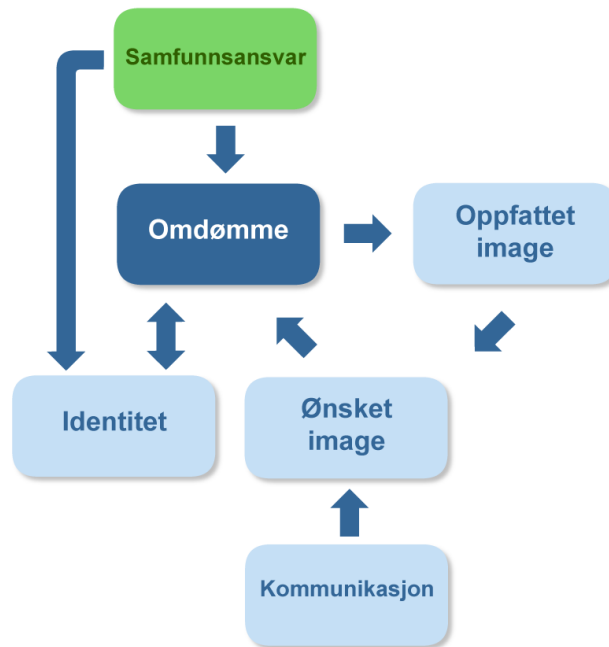 Samfunnsansvar
Omdømme
Oppfattet
image
Identitet
Ønsket
image
Kommunikasjon